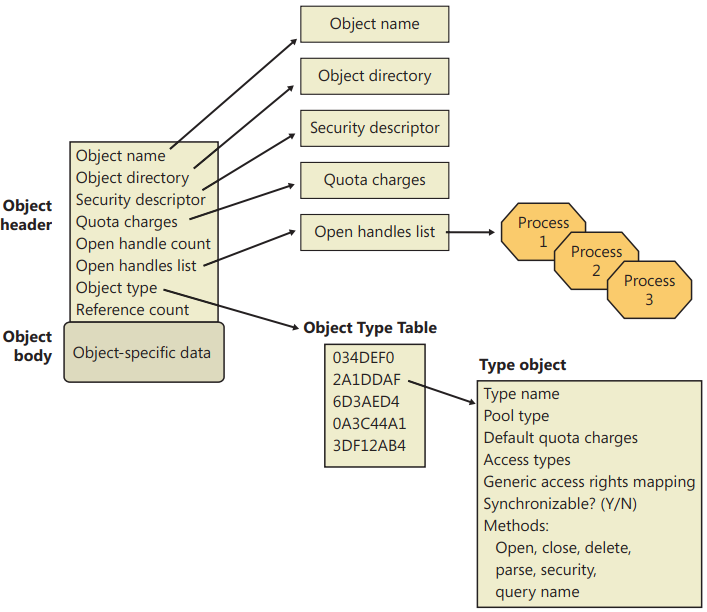 Object name
Object directory
Security descriptor
Quota charges
Open handles list
Object
header
Object name
Object directory
Security descriptor
Quota charges
Open handle count
Open handles list
Object type
Reference count
Object
body
Object-specific data
Process
1
Process
2
Process
3
Object Type Table
034DEF0
2A1DDAF
6D3AED4
0A3C44A1
3DF12AB4
Type object
Type name
Pool type
Default quota charges
Access types
Generic access rights mapping
Synchronizable? (Y/N)
Methods:
Open, close, delete,
parse, security,
query name